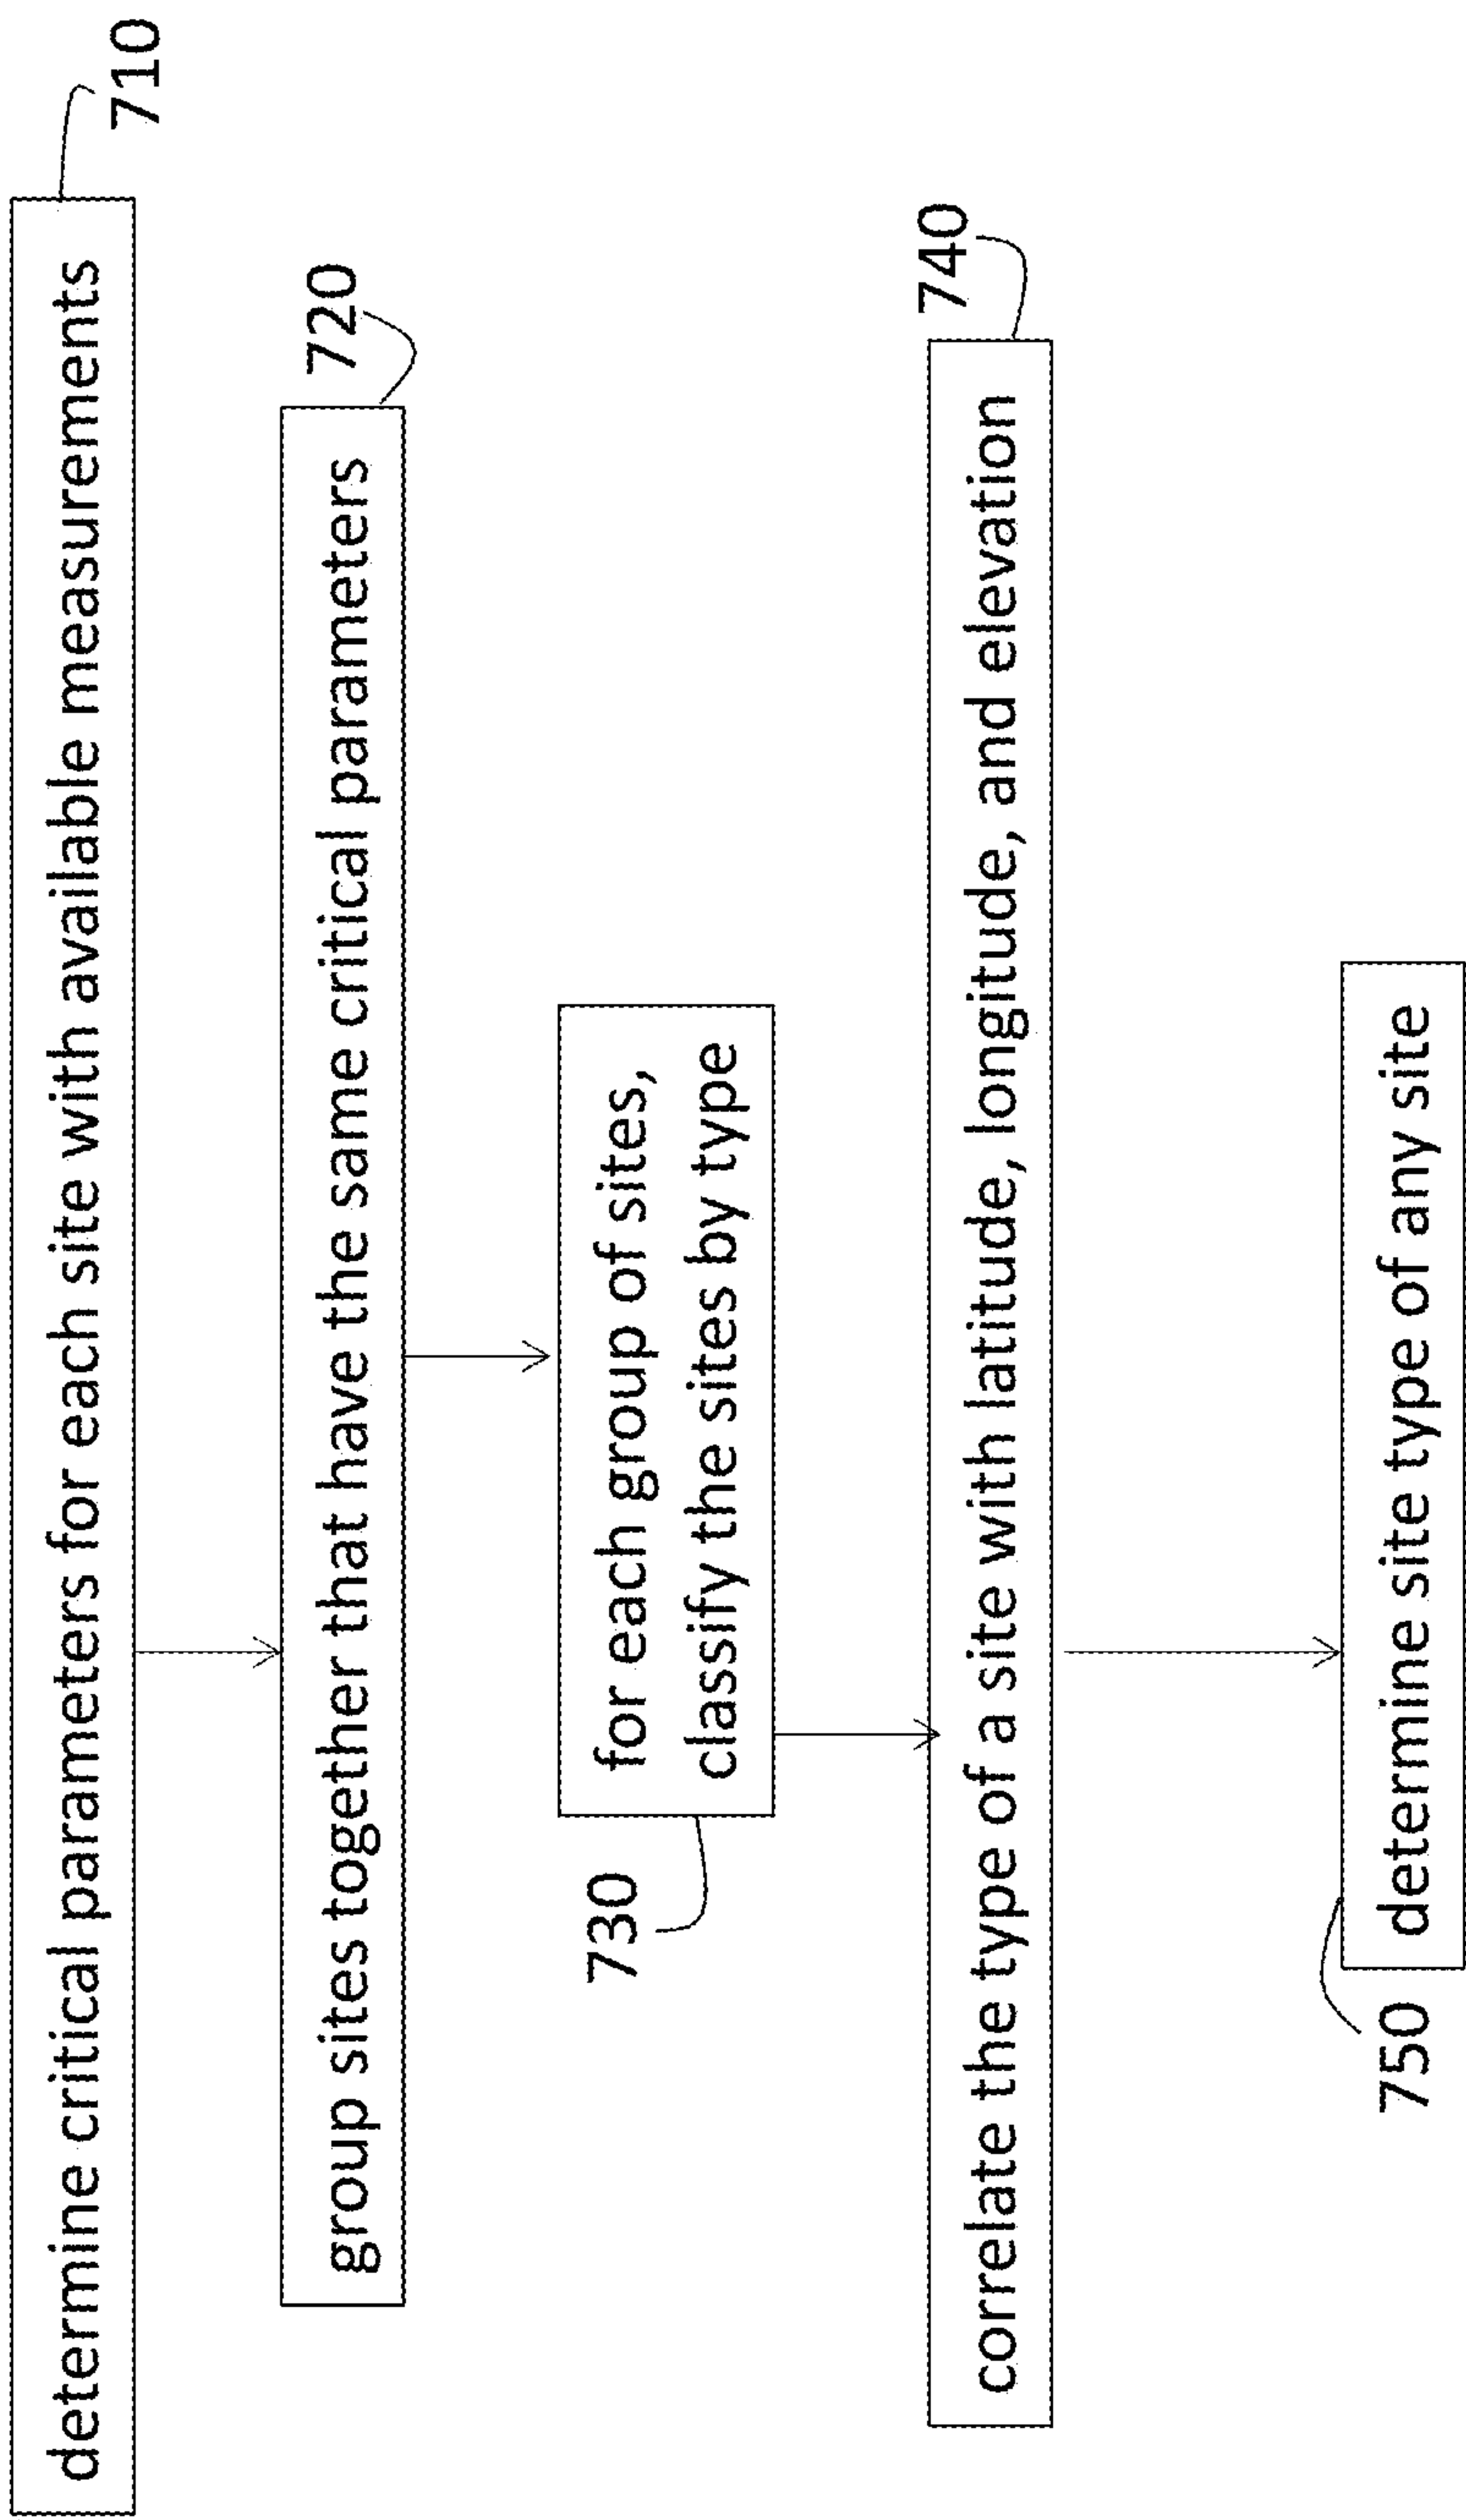 determine critical parameters for each site with available measurements
710
group sites together that have the same critical parameters
720
for each group of sites,
classify the sites by type
730
correlate the type of a site with latitude, longitude, and elevation
740
determine site type of any site
750